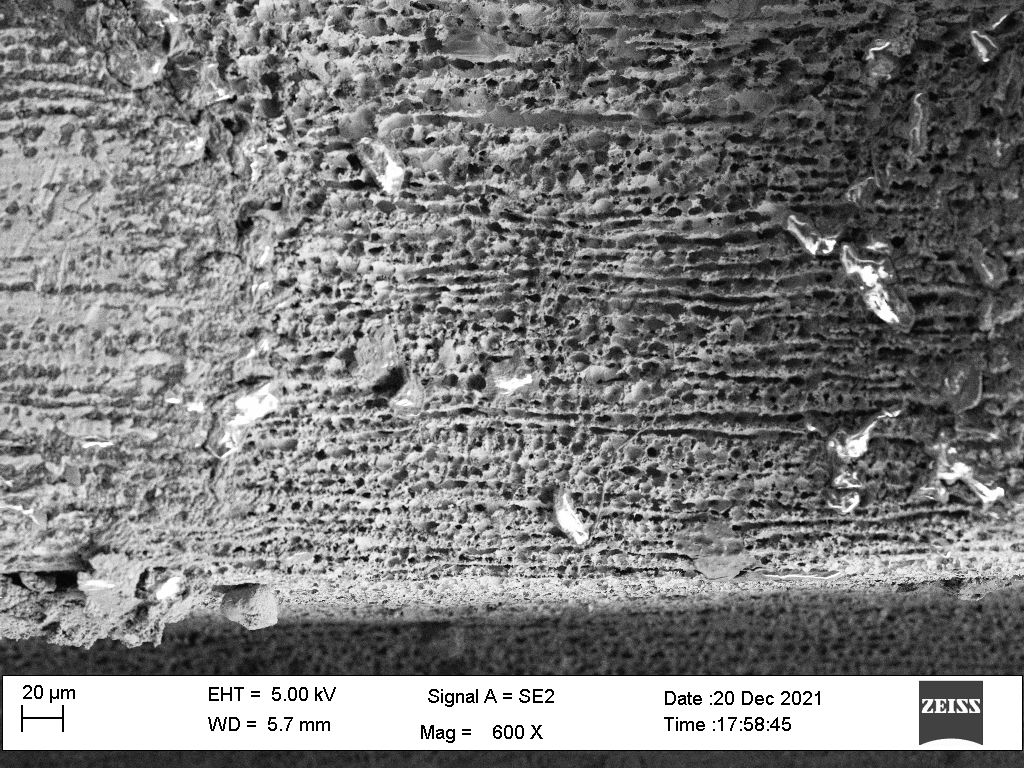 20 µm
EHT = 5.00 kV
WD = 5.7 mm
Signal A = SE2
Mag = 600 X
Date :20 Dec 2021
Time :17:58:45
ZEISS